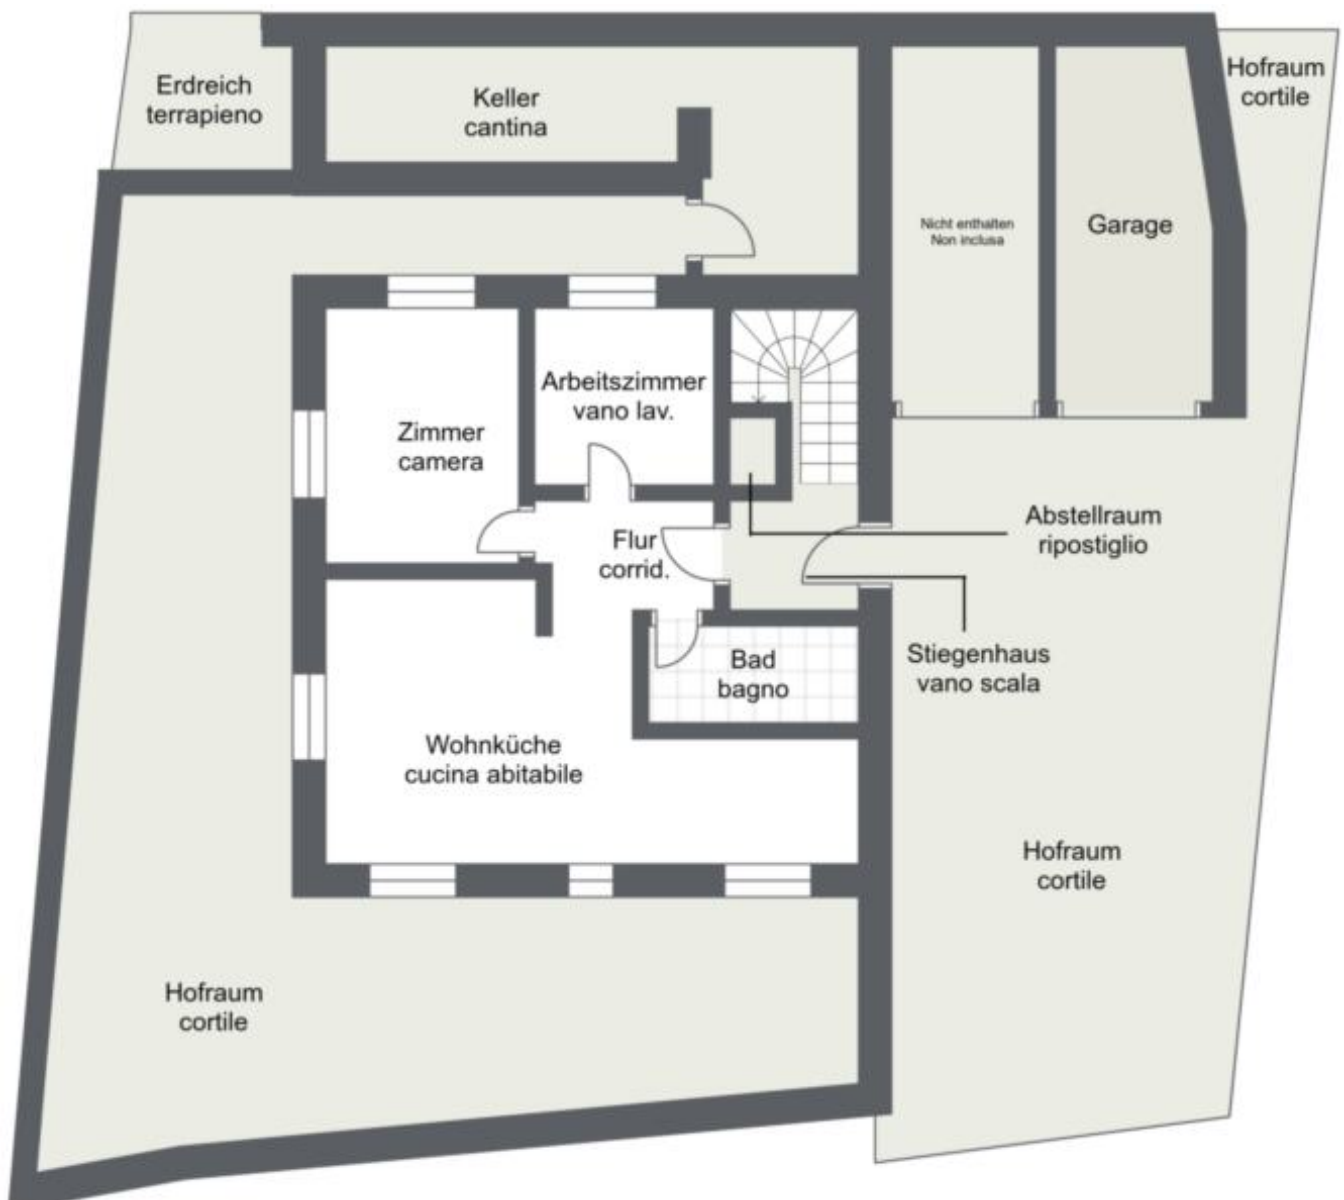 Erdreich
terrapieno
Keller
cantina
Hofraum
cortile
Nicht enthalten
Non inclusa
Garage
Arbeitszimmer
vano lav.
Zimmer
camera
Flur
corrid.
Abstellraum
ripostiglio
Bad
bagno
Stiegenhaus
vano scala
Wohnküche
cucina abitabile
Hofraum
cortile
Hofraum
cortile